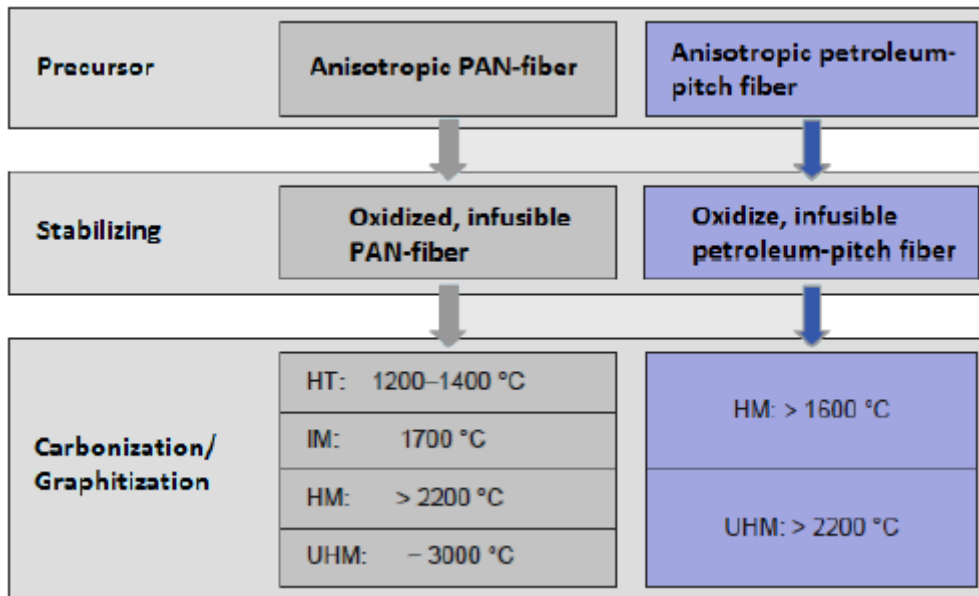 Precursor
Anisotropic PAN-fiber
Anisotropic petroleum-
pitch fiber
Stabilizing
Oxidized, infusible
PAN-fiber
Oxidize, infusible
petroleum-pitch fiber
Carbonization/
Graphitization
HT: 1200–1400 °C
IM: 1700 °C
HM: > 2200 °C
UHM: – 3000 °C
HM: > 1600 °C
UHM: > 2200 °C